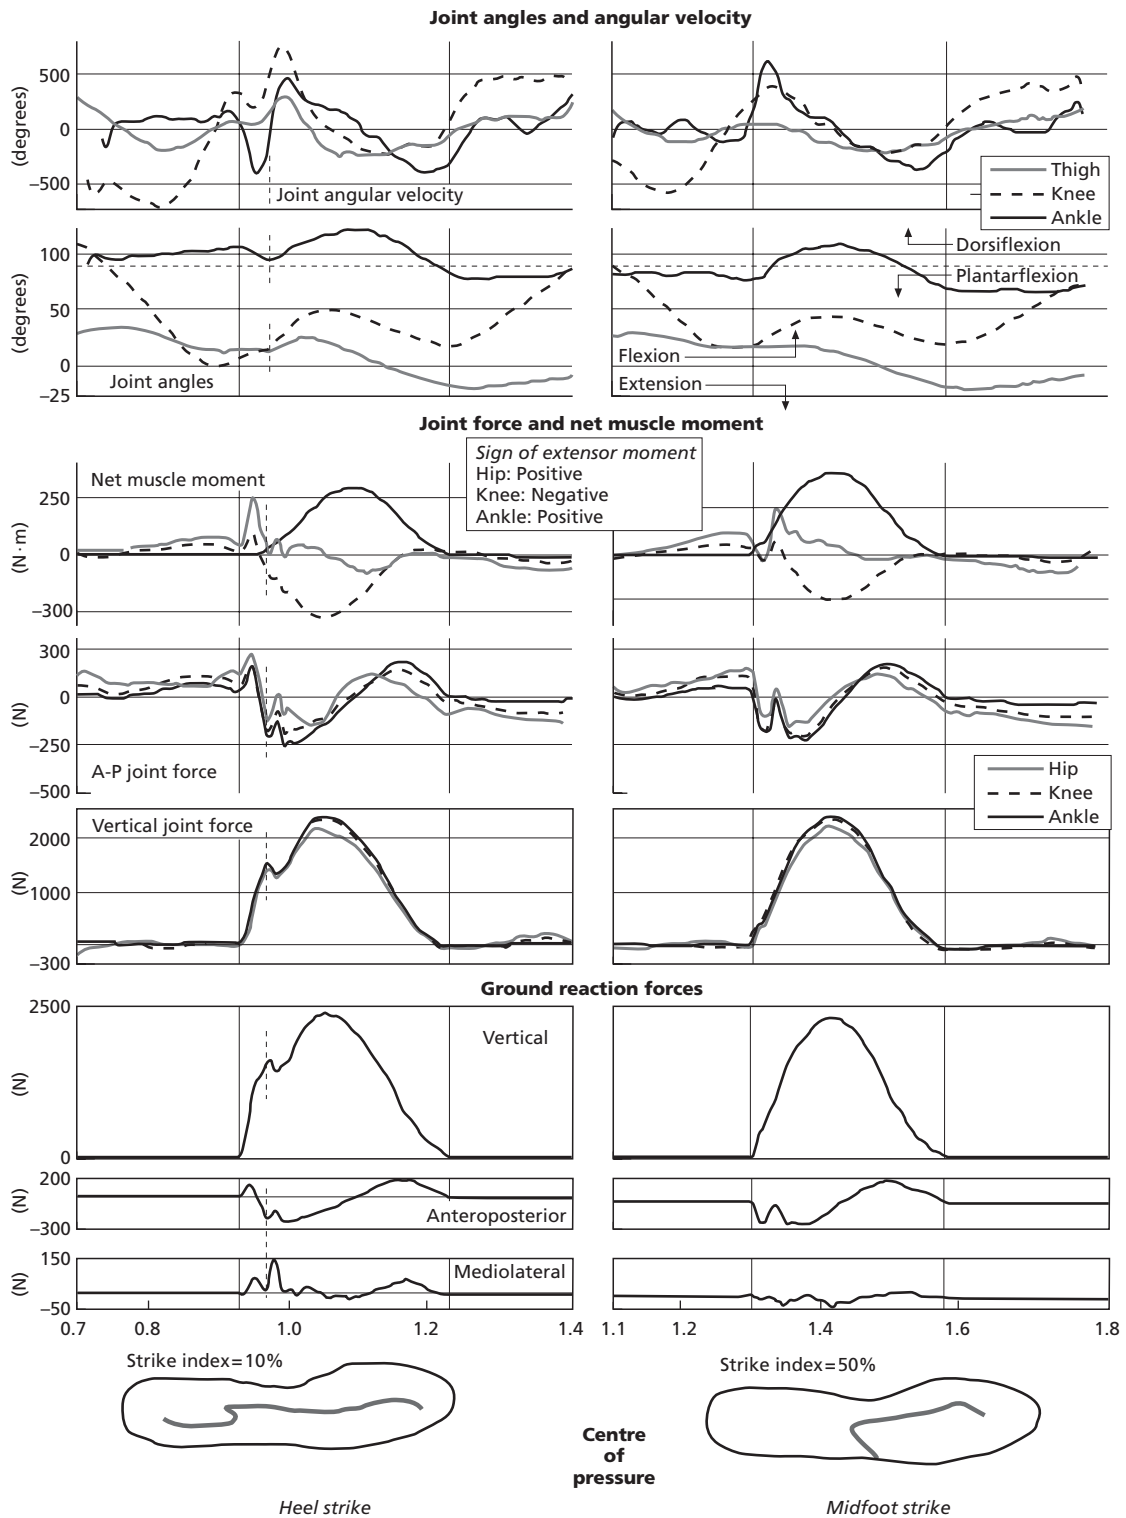 Joint angles and angular velocity
(degrees)
500
0
−500
Joint angular velocity
Thigh
Knee
Ankle
(degrees)
100
50
0
−25
Joint angles
Dorsiflexion
Plantarflexion
Flexion
Extension
Joint force and net muscle moment
Sign of extensor moment
Hip: Positive
Knee: Negative
Ankle: Positive
Net muscle moment
(N·m)
250
0
−300
(N)
300
0
−250
−500
A-P joint force
Hip
Knee
Ankle
Vertical joint force
(N)
2000
1000
−300
Ground reaction forces
(N)
2500
0
Vertical
(N)
200
−300
Anteroposterior
(N)
150
−50
Mediolateral
0.7 0.8 1.0 1.2 1.4 1.1 1.2 1.4 1.6 1.8
Strike index=10%
Strike index=50%
Centre
of
pressure
Heel strike
Midfoot strike